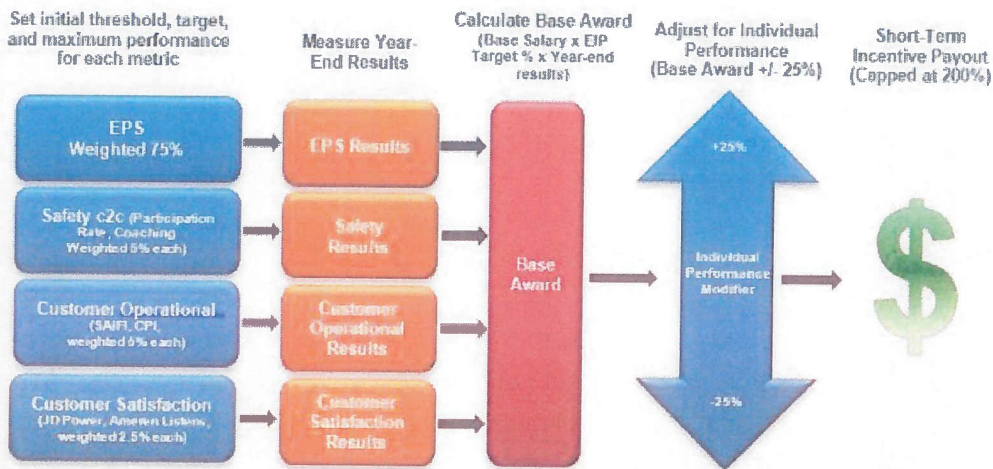 Set initial threshold, target,
and maximum performance
for each metric
Measure Year-
End Results
Calculate Base Award
(Base Salary x EIP
Target % x Year-end
results)
Adjust for Individual
Performance
(Base Award +/- 25%)
Short-Term
Incentive Payout
(Capped at 200%)
EPS
Weighted 75%
EPS Results
Safety c2c (Participation
Rate, Coaching
Weighted 5% each)
Safety
Results
Customer Operational
(SAIFI, CPI,
weighted 5% each)
Customer
Operational
Results
Customer Satisfaction
(JD Power, Ameren Listens,
weighted 2.5% each)
Customer
Satisfaction
Results
Base
Award
+25%
Individual
Performance
Modifier
-25%
$